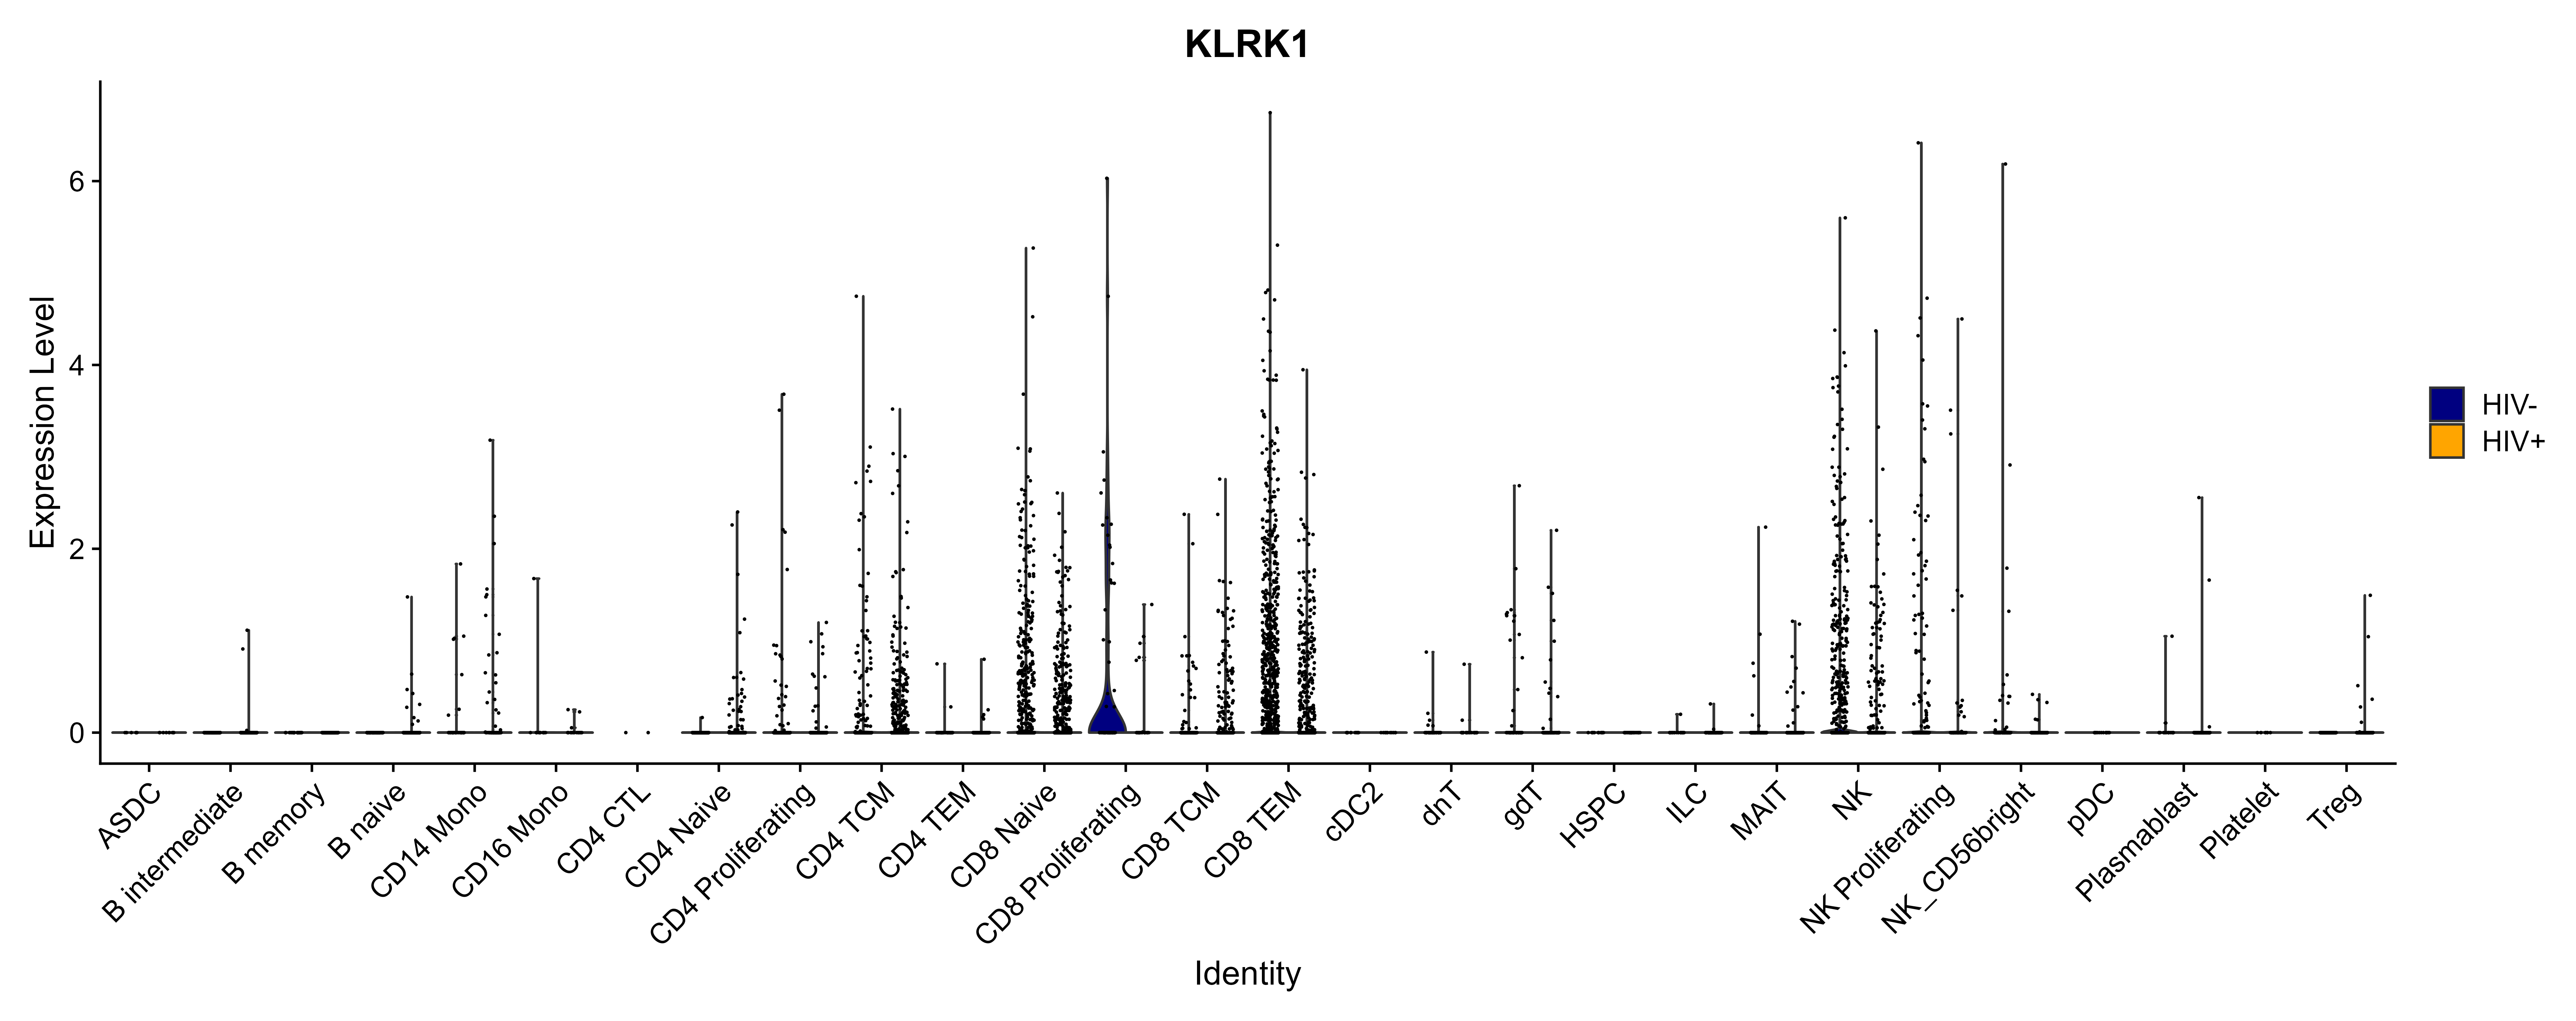 KLRK1
Expression Level
6
4
2
0
HIV-
HIV+
ASDC
B intermediate
B memory
B naive
CD14 Mono
CD16 Mono
CD4 CTL
CD4 Naive
CD4 Proliferating
CD4 TCM
CD4 TEM
CD8 Naive
CD8 Proliferating
CD8 TCM
CD8 TEM
cDC2
dnT
gdT
HSPC
ILC
MAIT
NK
NK Proliferating
NK_CD56bright
pDC
Plasmablast
Platelet
Treg
Identity